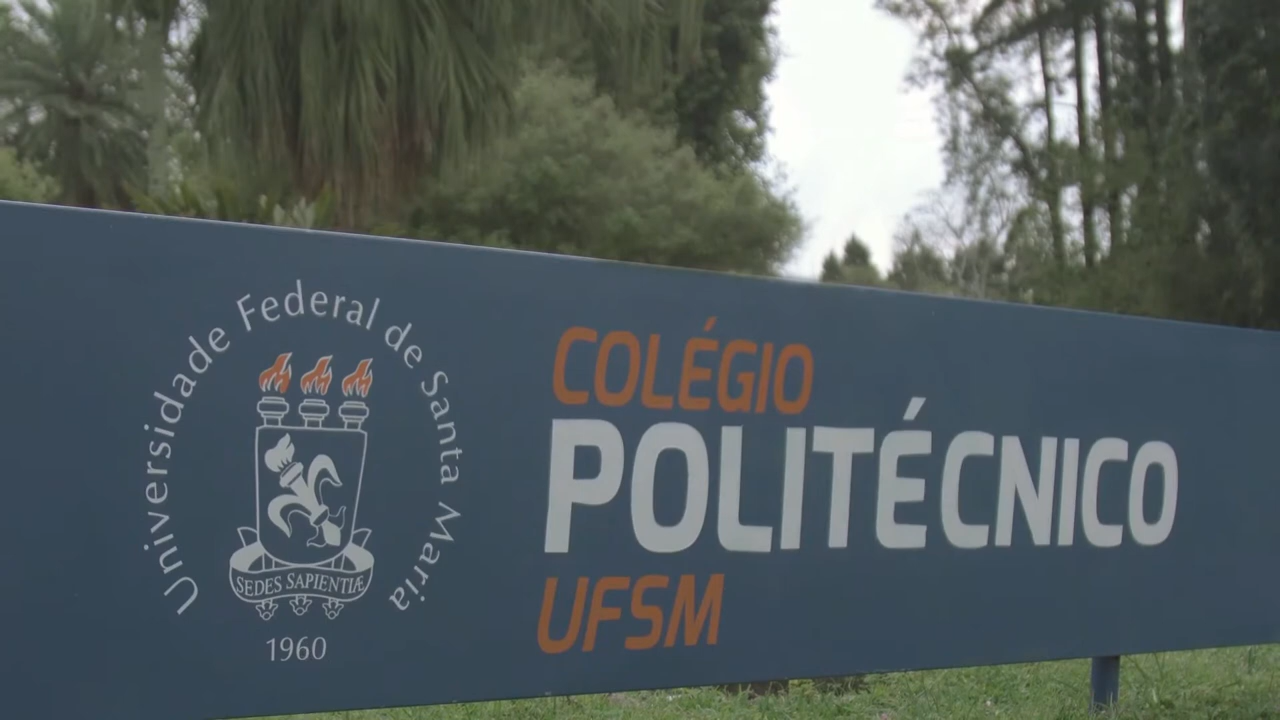 Universidade Federal de Santa Maria
SEDES SAPIENTIÆ
1960
COLÉGIO
POLITÉCNICO
UFSM